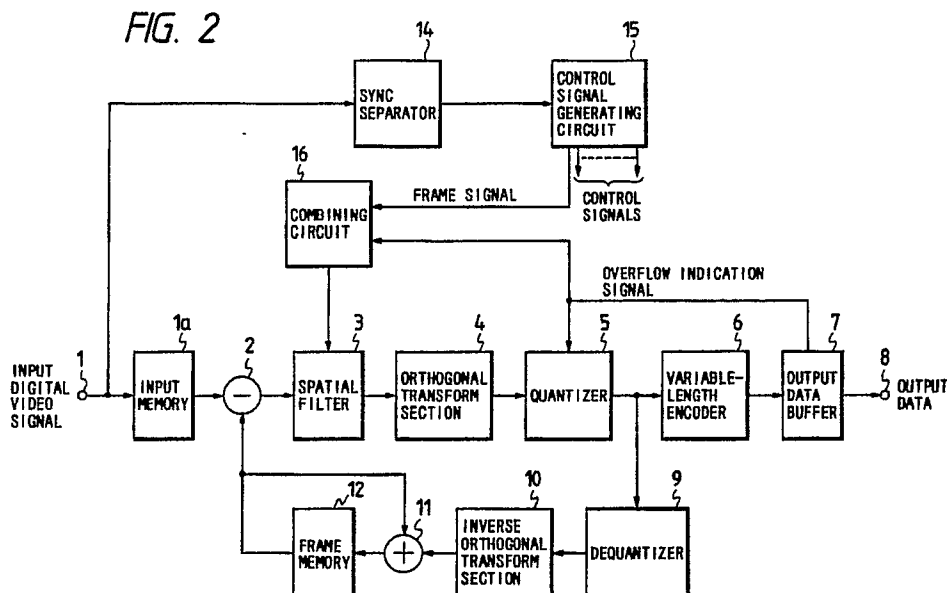 FIG. 2
14
15
SYNC
SEPARATOR
CONTROL
SIGNAL
GENERATING
CIRCUIT
16
COMBINING
CIRCUIT
FRAME SIGNAL
CONTROL
SIGNALS
OVERFLOW INDICATION
SIGNAL
1
INPUT
DIGITAL
VIDEO
SIGNAL
1a
INPUT
MEMORY
2
3
SPATIAL
FILTER
4
ORTHOGONAL
TRANSFORM
SECTION
5
QUANTIZER
6
VARIABLE-
LENGTH
ENCODER
7
OUTPUT
DATA
BUFFER
8
OUTPUT
DATA
12
FRAME
MEMORY
11
10
INVERSE
ORTHOGONAL
TRANSFORM
SECTION
9
DEQUANTIZER